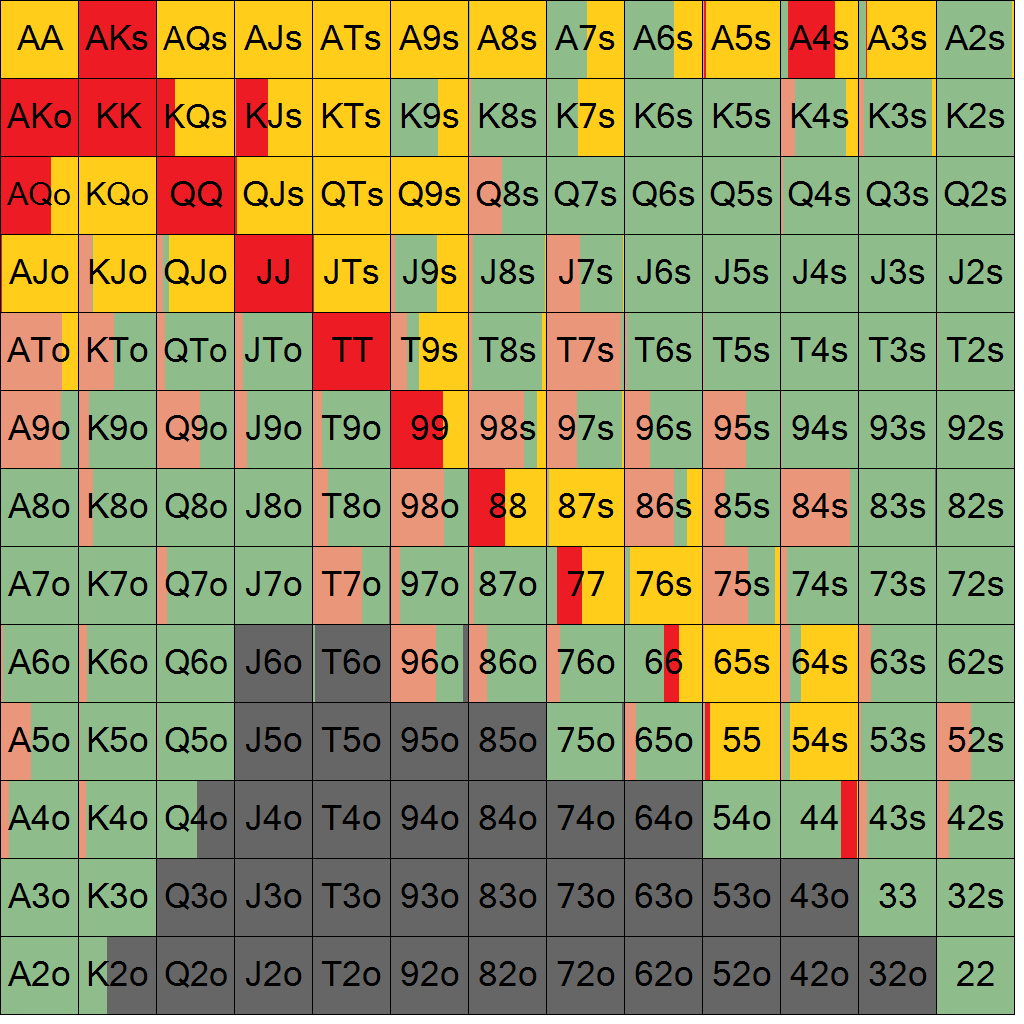 AA AKs AQs AJs ATs A9s A8s A7s A6s A5s A4s A3s A2s
AKo KK KQs KJs KTs K9s K8s K7s K6s K5s K4s K3s K2s
AQo KQo QQ QJs QTs Q9s Q8s Q7s Q6s Q5s Q4s Q3s Q2s
AJo KJo QJo JJ JTs J9s J8s J7s J6s J5s J4s J3s J2s
ATo KTo QTo JTo TT T9s T8s T7s T6s T5s T4s T3s T2s
A9o K9o Q9o J9o T9o 99 98s 97s 96s 95s 94s 93s 92s
A8o K8o Q8o J8o T8o 98o 88 87s 86s 85s 84s 83s 82s
A7o K7o Q7o J7o T7o 97o 87o 77 76s 75s 74s 73s 72s
A6o K6o Q6o J6o T6o 96o 86o 76o 66 65s 64s 63s 62s
A5o K5o Q5o J5o T5o 95o 85o 75o 65o 55 54s 53s 52s
A4o K4o Q4o J4o T4o 94o 84o 74o 64o 54o 44 43s 42s
A3o K3o Q3o J3o T3o 93o 83o 73o 63o 53o 43o 33 32s
A2o K2o Q2o J2o T2o 92o 82o 72o 62o 52o 42o 32o 22